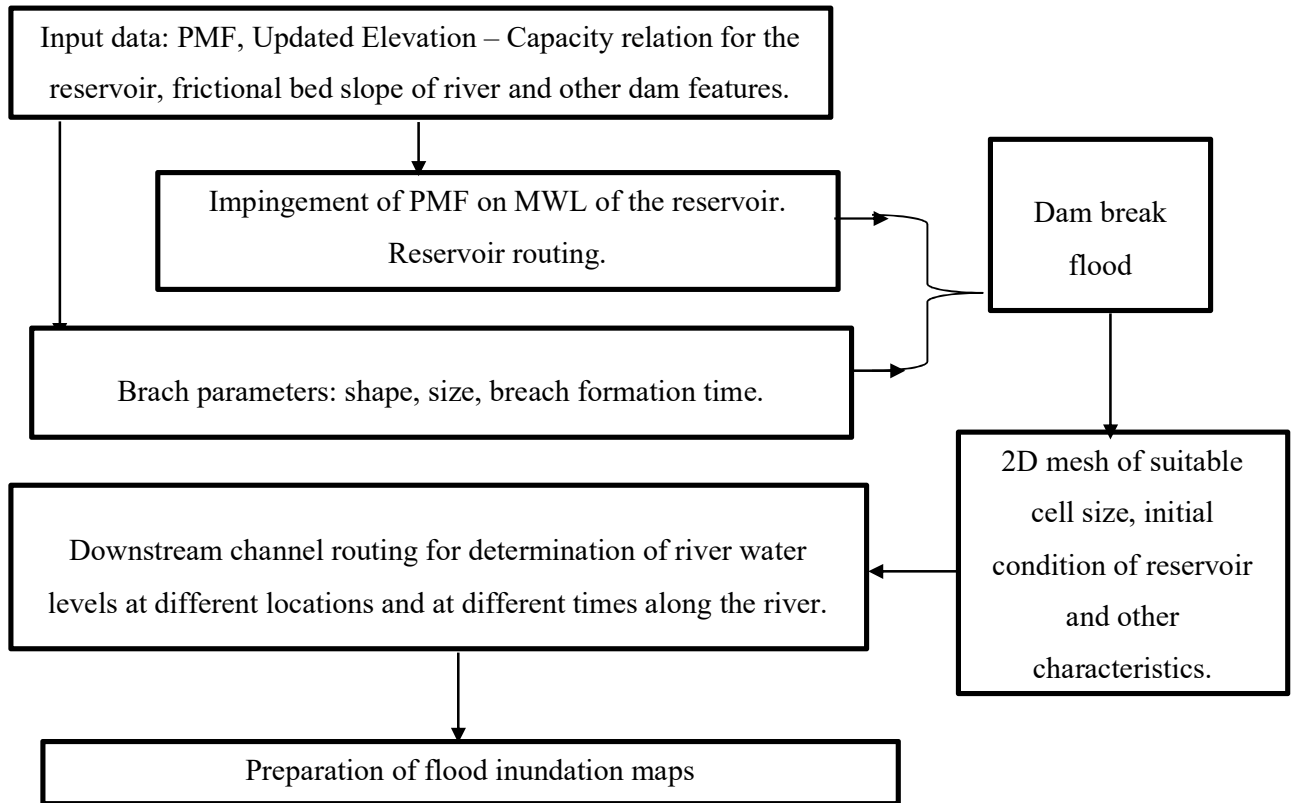 Input data: PMF, Updated Elevation – Capacity relation for the
reservoir, frictional bed slope of river and other dam features.
Impingement of PMF on MWL of the reservoir.
Reservoir routing.
Brach parameters: shape, size, breach formation time.
Dam break
flood
2D mesh of suitable
cell size, initial
condition of reservoir
and other
characteristics.
Downstream channel routing for determination of river water
levels at different locations and at different times along the river.
Preparation of flood inundation maps